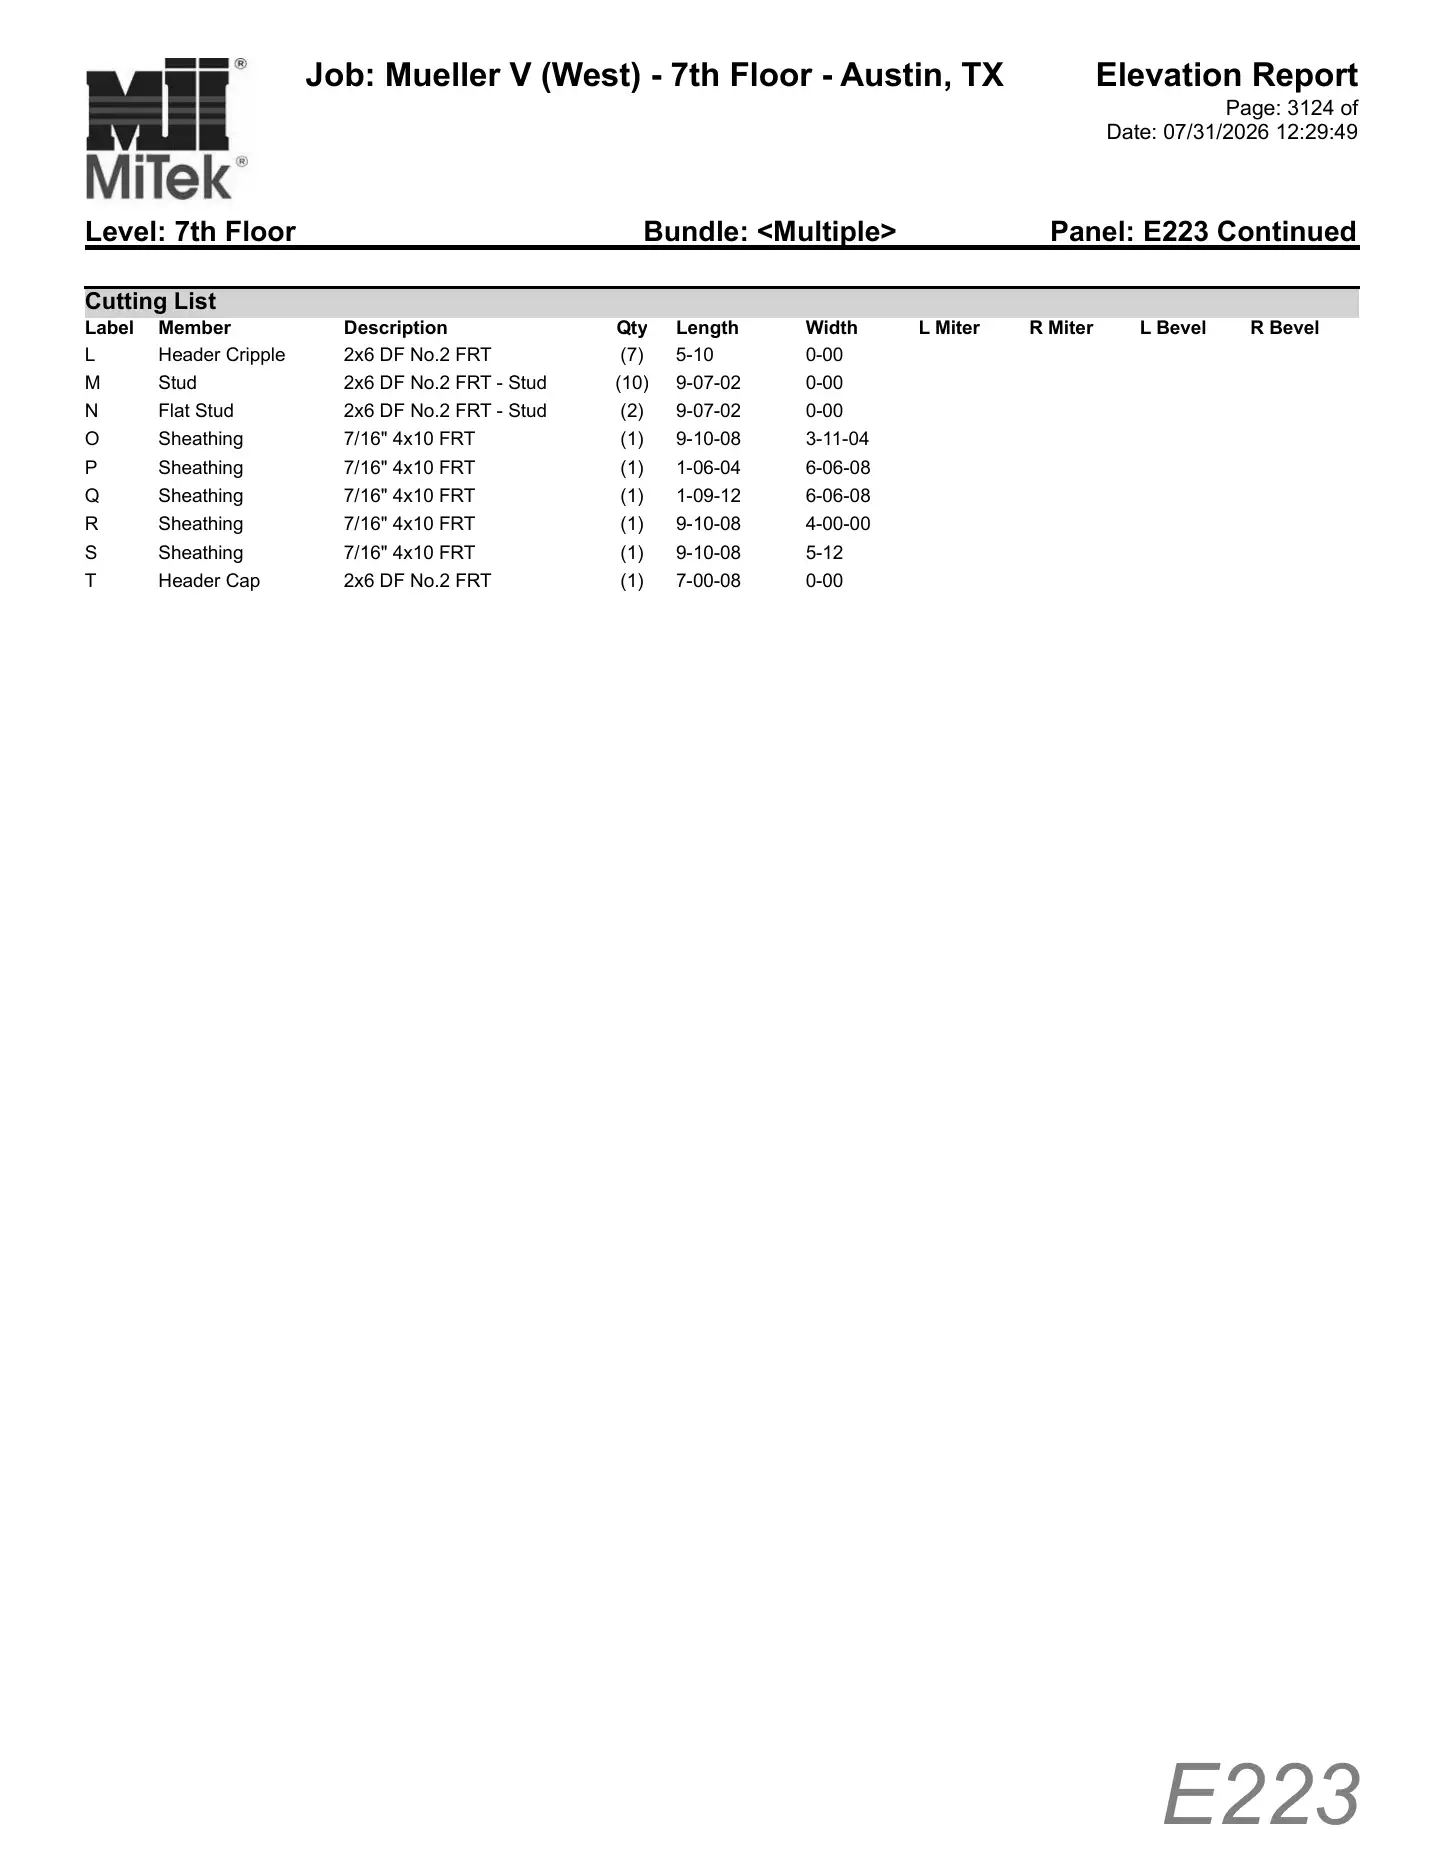 MiTek®
Job: Mueller V (West) - 7th Floor - Austin, TX
Elevation Report
Page: 3124 of
Date: 07/31/2026 12:29:49
Level: 7th Floor Bundle: <Multiple> Panel: E223 Continued
Cutting List
Label Member Description Qty Length Width L Miter R Miter L Bevel R Bevel
L Header Cripple 2x6 DF No.2 FRT (7) 5-10 0-00
M Stud 2x6 DF No.2 FRT - Stud (10) 9-07-02 0-00
N Flat Stud 2x6 DF No.2 FRT - Stud (2) 9-07-02 0-00
O Sheathing 7/16" 4x10 FRT (1) 9-10-08 3-11-04
P Sheathing 7/16" 4x10 FRT (1) 1-06-04 6-06-08
Q Sheathing 7/16" 4x10 FRT (1) 1-09-12 6-06-08
R Sheathing 7/16" 4x10 FRT (1) 9-10-08 4-00-00
S Sheathing 7/16" 4x10 FRT (1) 9-10-08 5-12
T Header Cap 2x6 DF No.2 FRT (1) 7-00-08 0-00
E223